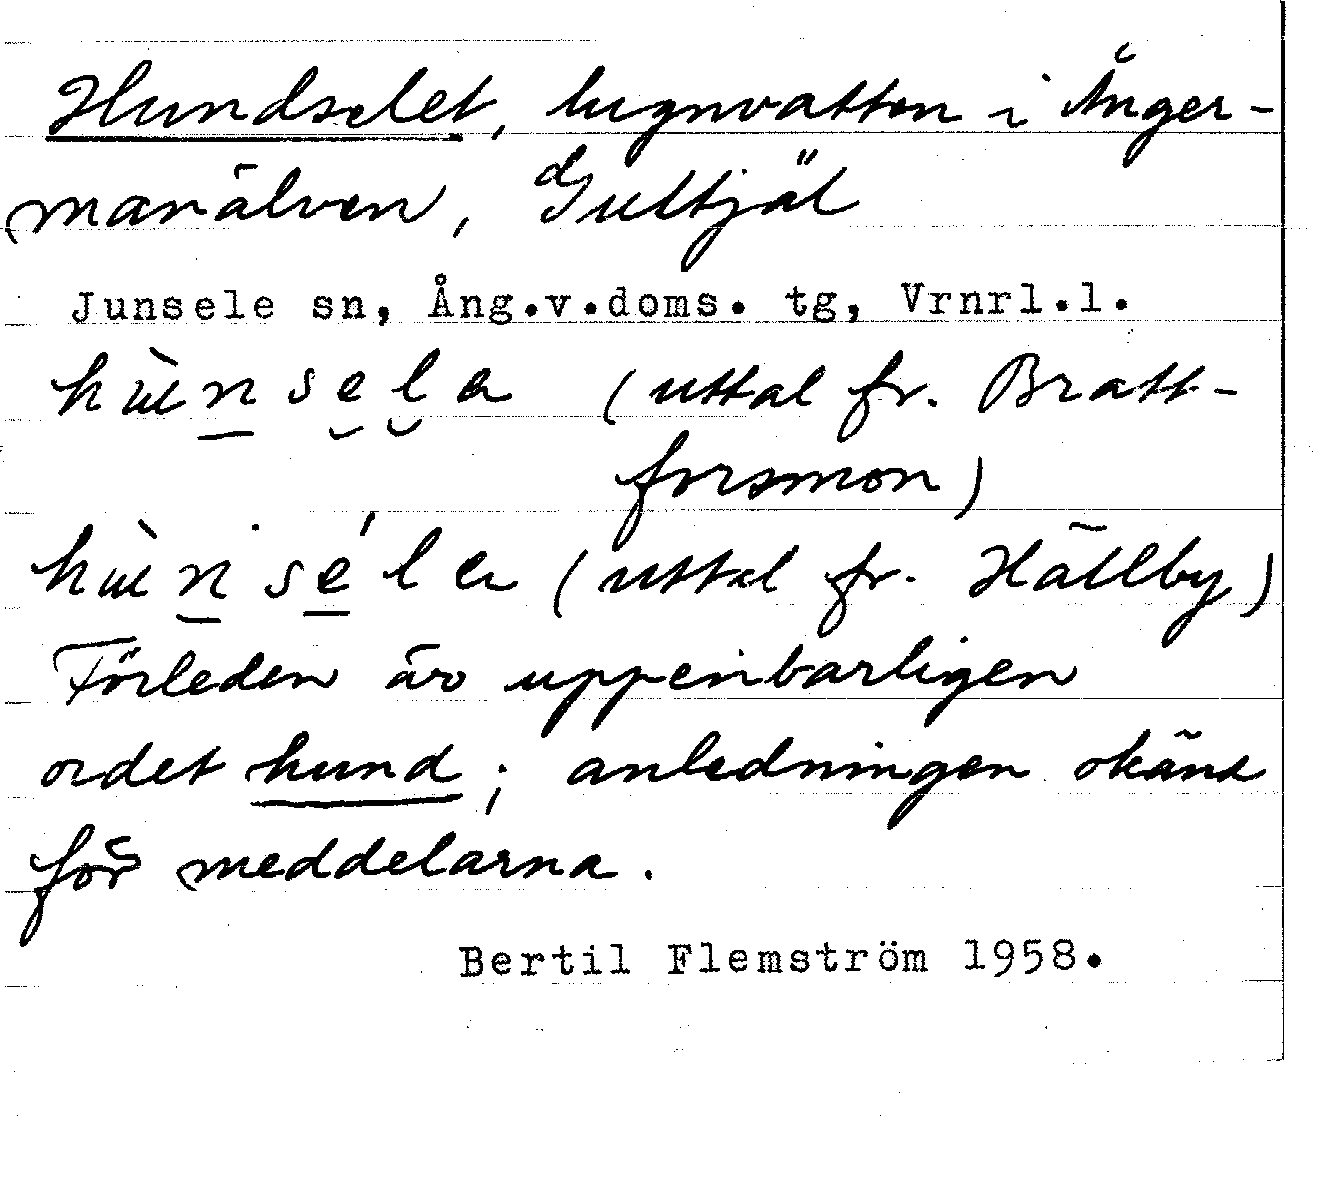 Hundselet, lugnvatten i Ånger-
manälven, Gulsjäl
Junsele sn, Ång.v.doms. tg, Vrnrl.l.
hùnsela (uttal fr. Bratt-
forsmon)
hùnséla (uttal fr. Hällby)
Förleden är uppenbarligen
ordet hund; anledningen okänd
för meddelarna.
Bertil Flemström 1958.